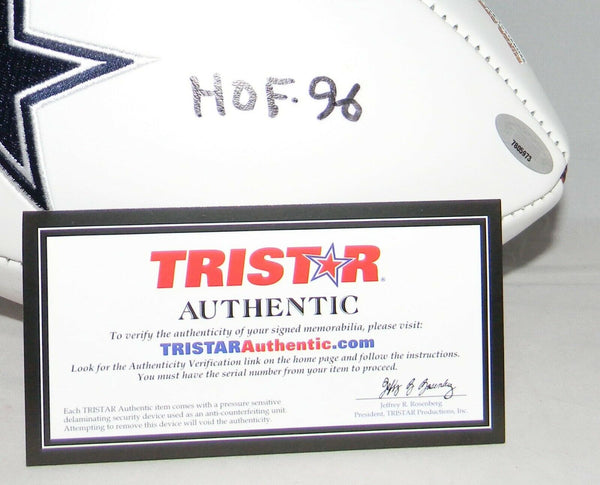 HOF. 96
7805973
TRISTAR
AUTHENTIC
To verify the authenticity of your signed memorabilia, please visit:
TRISTARAuthentic.com
Look for the Authenticity Verification link on the home page and follow the instructions.
You must have the serial number from your item to proceed.
Each TRISTAR Authentic item comes with a pressure sensitive
delaminating security device used as an anti-counterfeiting unit.
Attempting to remove this device will void the authenticity.
Jeffrey R. Rosenberg
President, TRISTAR Productions, Inc.